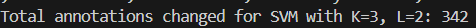 Total annotations changed for SVM with K=3, L=2: 342